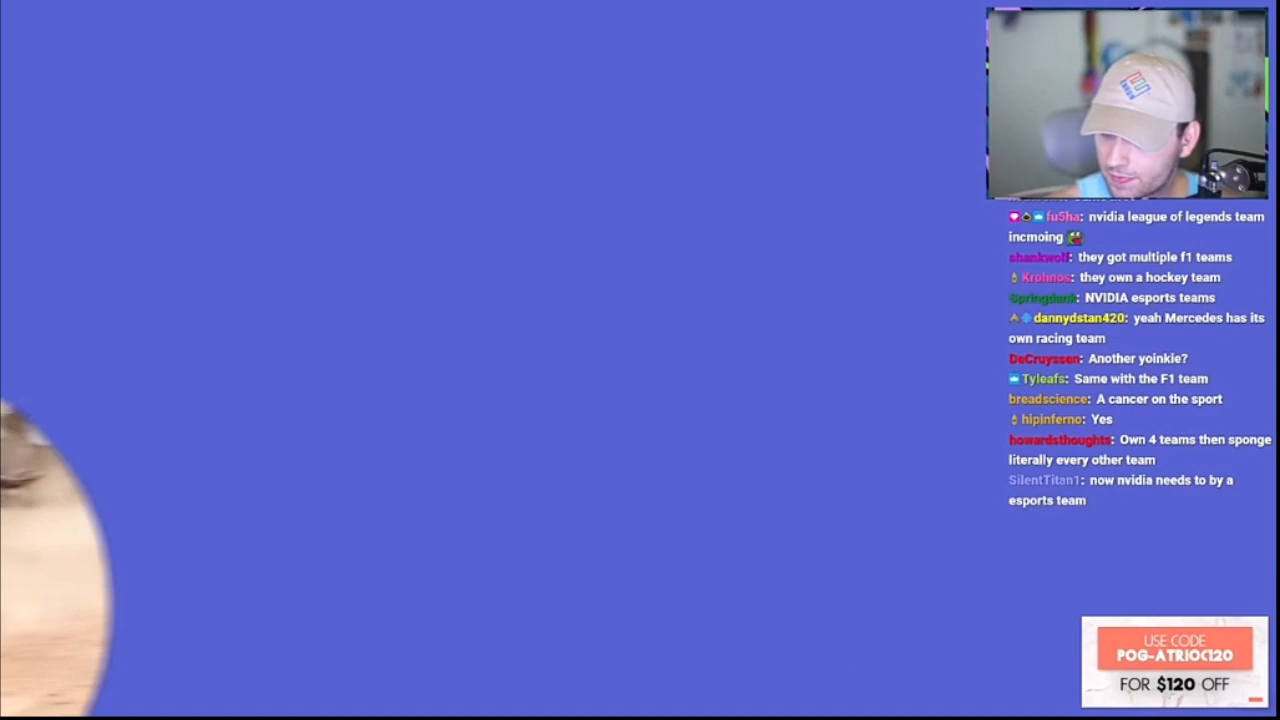 ENRON
fu5ha: nvidia league of legends team
incmoing
shankwolf: they got multiple f1 teams
Krohnos: they own a hockey team
Springdank: NVIDIA esports teams
dannydstan420: yeah Mercedes has its
own racing team
DeCruyssen: Another yoinkie?
Tyleafs: Same with the F1 team
breadscience: A cancer on the sport
hipinferno: Yes
howardsthoughts: Own 4 teams then sponge
literally every other team
SilentTitan1: now nvidia needs to by a
esports team
USE CODE
POG-ATRIOC120
FOR $120 OFF